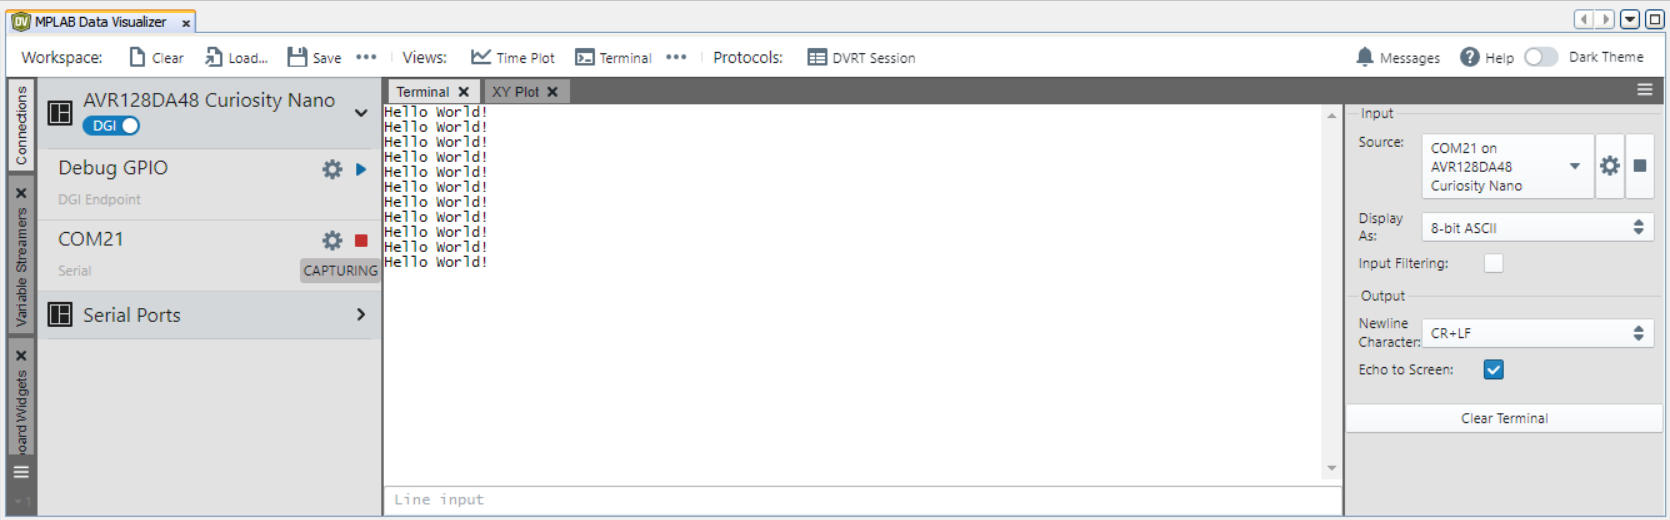 MPLAB Data Visualizer
Workspace: Clear Load... Save Views: Time Plot Terminal Protocols: DVRT Session Messages Help Dark Theme
Connections
Variable Streamers
AVR128DA48 Curiosity Nano
DGI
Debug GPIO
DGI Endpoint
COM21
Serial CAPTURING
Serial Ports
Terminal XY Plot
Hello World!
Hello World!
Hello World!
Hello World!
Hello World!
Hello World!
Hello World!
Hello World!
Hello World!
Hello World!
Hello World!
Line input
Input
Source: COM21 on
AVR128DA48
Curiosity Nano
Display
As: 8-bit ASCII
Input Filtering:
Output
Newline
Character: CR+LF
Echo to Screen:
Clear Terminal